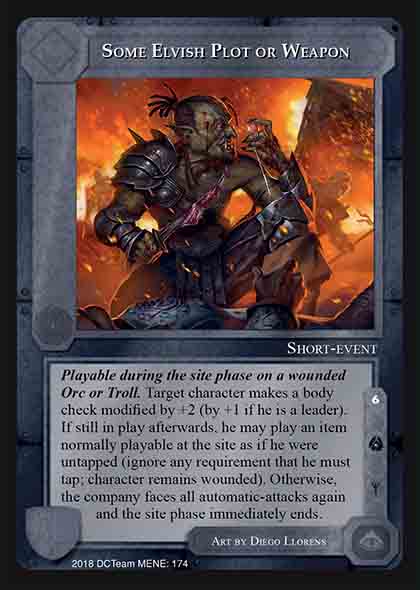 Some Elvish Plot or Weapon
Short-event
Playable during the site phase on a wounded
Orc or Troll. Target character makes a body
check modified by +2 (by +1 if he is a leader).
If still in play afterwards, he may play an item
normally playable at the site as if he were
untapped (ignore any requirement that he must
tap; character remains wounded). Otherwise,
the company faces all automatic-attacks again
and the site phase immediately ends.
6
Art by Diego Llorens
2018 DCTeam MENE: 174